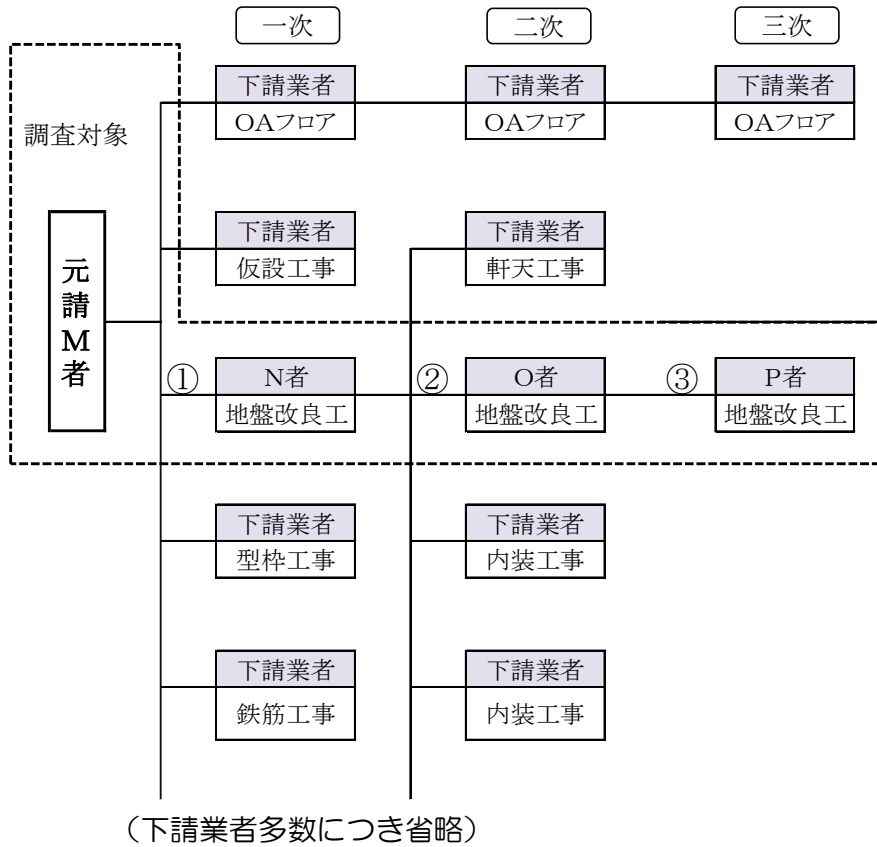 一次
二次
三次
調査対象
下請業者
OAフロア
下請業者
OAフロア
下請業者
OAフロア
元請M者
下請業者
仮設工事
下請業者
軒天工事
①
N者
地盤改良工
②
O者
地盤改良工
③
P者
地盤改良工
下請業者
型枠工事
下請業者
内装工事
下請業者
鉄筋工事
下請業者
内装工事
（下請業者多数につき省略）